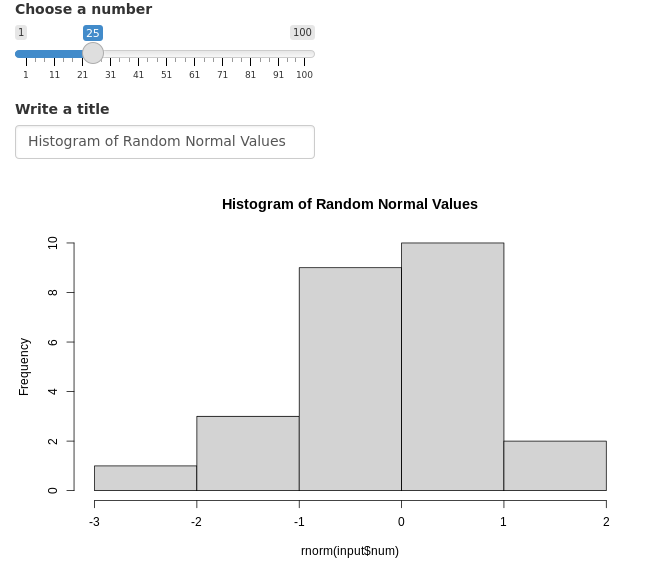 Choose a number
1 25 100
1 11 21 31 41 51 61 71 81 91 100
Write a title
Histogram of Random Normal Values
Histogram of Random Normal Values
10
8
6
4
2
0
Frequency
-3 -2 -1 0 1 2
rnorm(input$num)